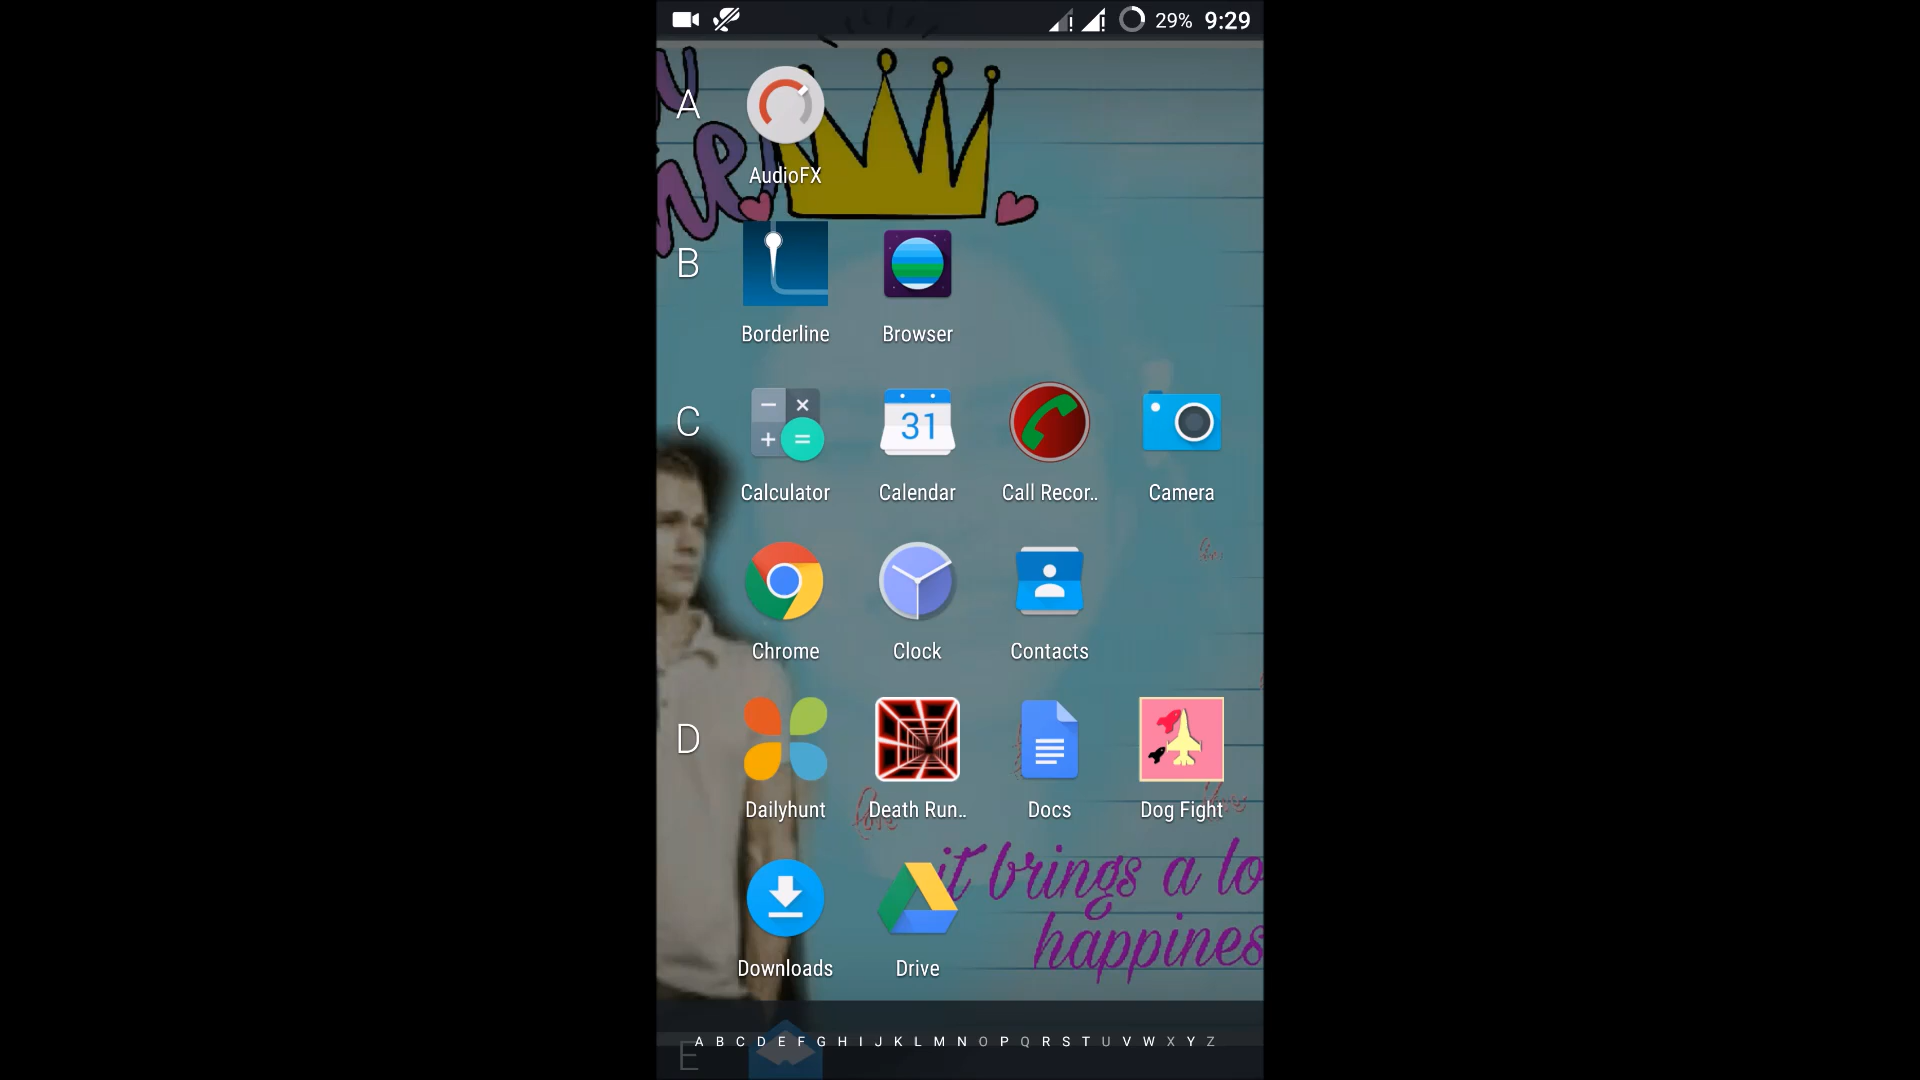 29% 9:29
A
AudioFX
B
Borderline Browser
31
C
Calculator Calendar Call Recor.. Camera
Chrome Clock Contacts
D
Dailyhunt Death Run.. Docs Dog Fight
love
it brings a lo
happines
Downloads Drive
A B C D E F G H I J K L M N O P Q R S T U V W X Y Z
E